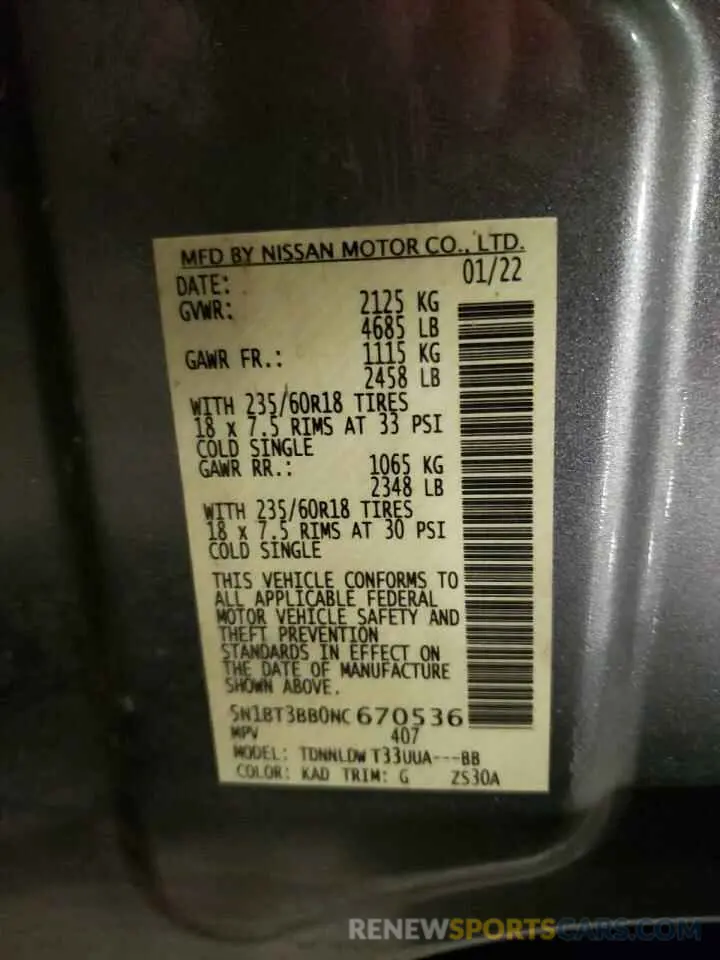 MFD BY NISSAN MOTOR CO., LTD.
DATE: 01/22
GVWR: 2125 KG
4685 LB
GAWR FR.: 1115 KG
2458 LB
WITH 235/60R18 TIRES
18 x 7.5 RIMS AT 33 PSI
COLD SINGLE
GAWR RR.: 1065 KG
2348 LB
WITH 235/60R18 TIRES
18 x 7.5 RIMS AT 30 PSI
COLD SINGLE
THIS VEHICLE CONFORMS TO
ALL APPLICABLE FEDERAL
MOTOR VEHICLE SAFETY AND
THEFT PREVENTION
STANDARDS IN EFFECT ON
THE DATE OF MANUFACTURE
SHOWN ABOVE.
5N1BT3BB0NC670536
MPV 407
MODEL: TDNNLDW T33UUA---BB
COLOR: KAD TRIM: G ZS30A
RENEWSPORTSCARS.COM